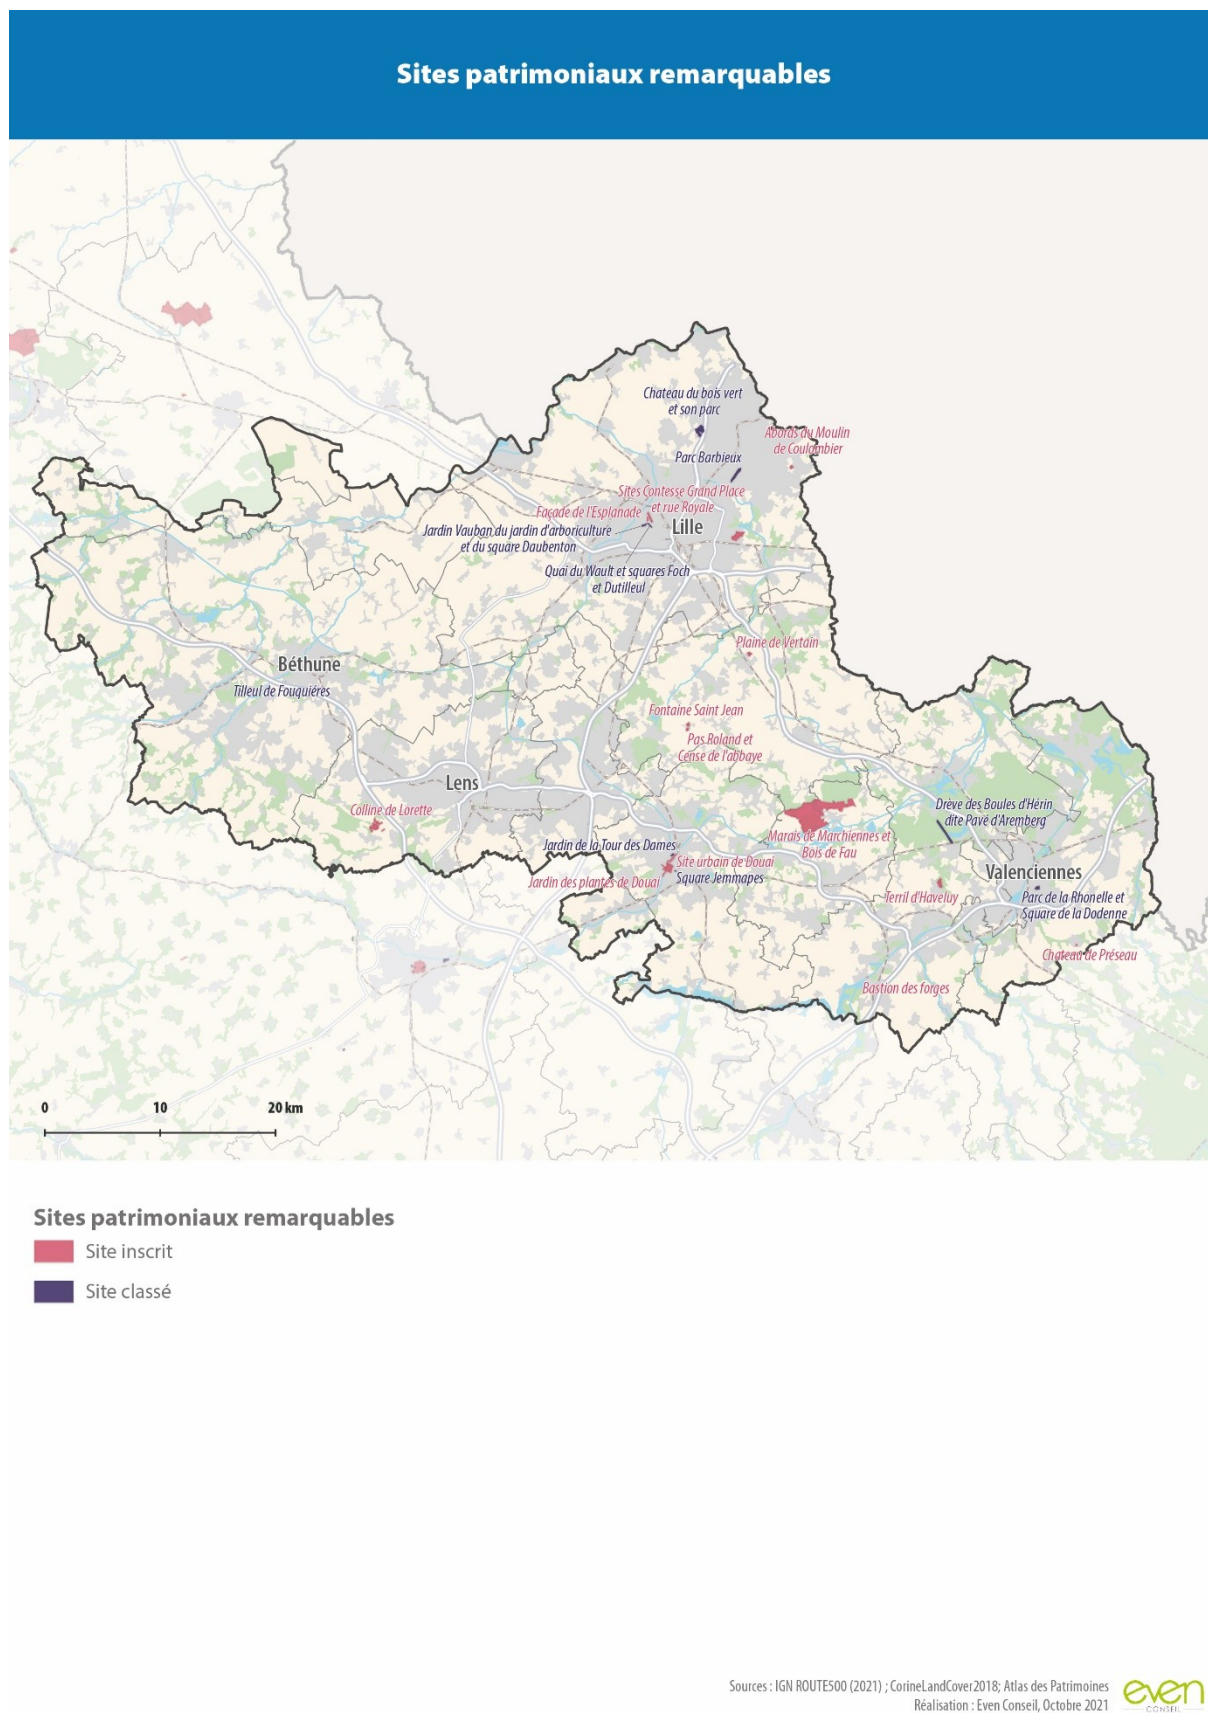 Sites patrimoniaux remarquables
Chateau du bois vert
et son parc
Abords du Moulin
de Coulombier
Parc Barbieux
Sites Contesse Grand Place
et rue Royale
Façade de l'Esplanade
Lille
Jardin Vauban du jardin d'arboriculture
et du square Daubenton
Quai du Wault et squares Foch
et Dutilleul
Plaine de Vertain
Béthune
Tilleul de Fouquiéres
Fontaine Saint Jean
Pas Roland et
Cense de l'abbaye
Lens
Colline de Lorette
Drève des Boules d'Hérin
dite Pavé d'Aremberg
Marais de Marchiennes et
Bois de Fau
Jardin de la Tour des Dames
Site urbain de Douai
Jardin des plantes de Douai
Square Jemmapes
Valenciennes
Terril d'Haveluy
Parc de la Rhonelle et
Square de la Dodenne
Chateau de Préseau
Bastion des forges
0 10 20 km
Sites patrimoniaux remarquables
Site inscrit
Site classé
Sources : IGN ROUTE500 (2021) ; CorineLandCover2018; Atlas des Patrimoines
Réalisation : Even Conseil, Octobre 2021
even
CONSEIL